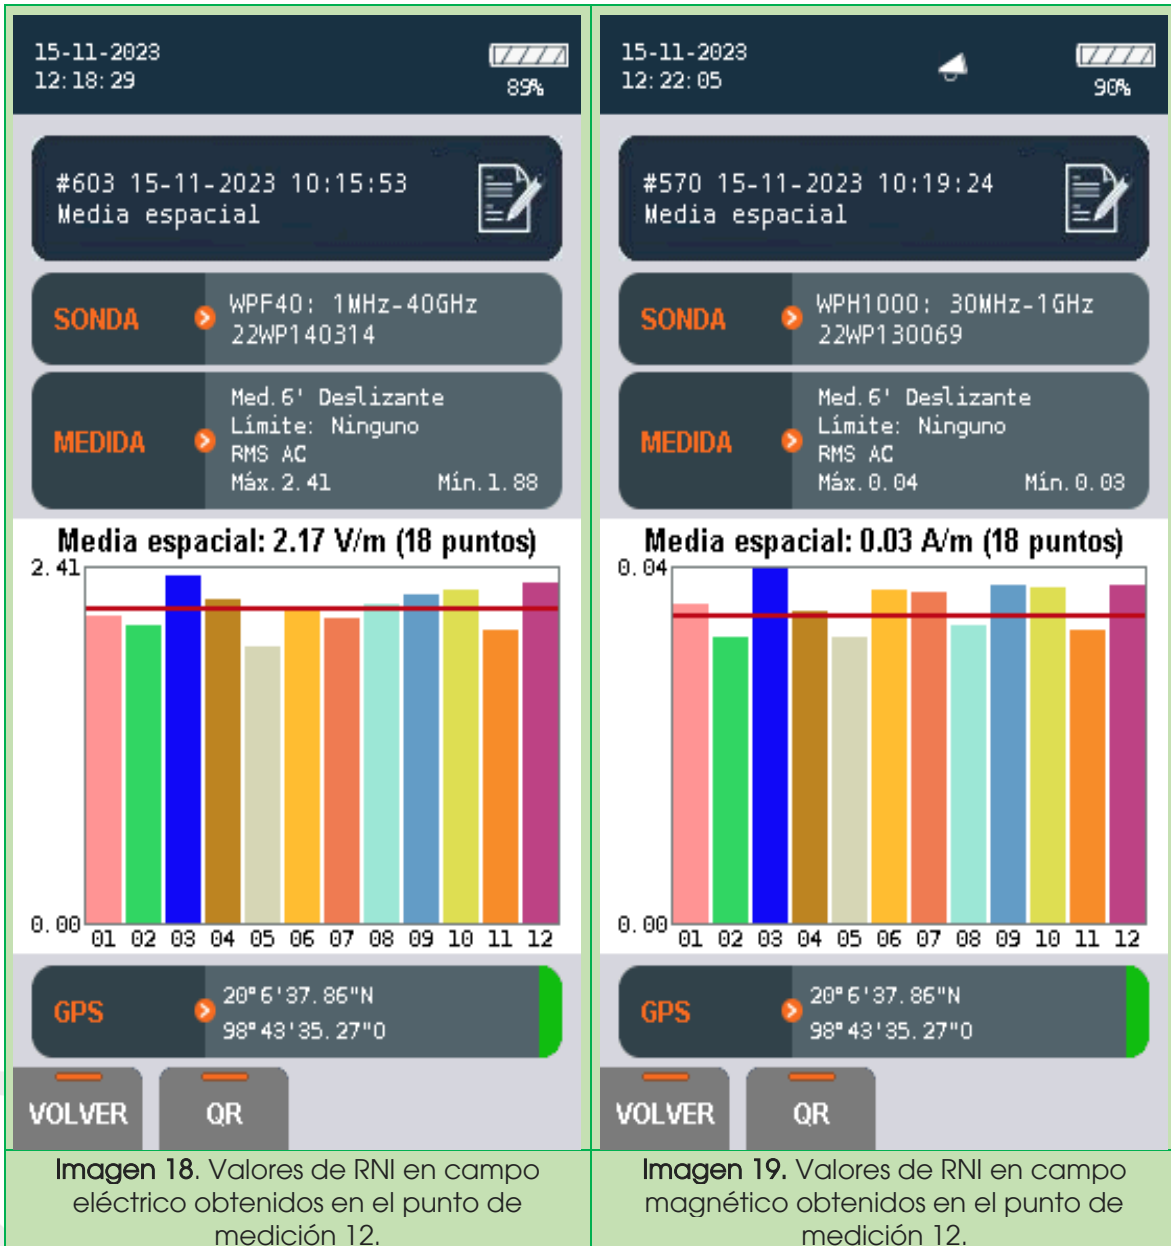 15-11-2023
12:18:29
89%
#603 15-11-2023 10:15:53
Media espacial
SONDA
WPF40: 1MHz-40GHz
22WP140314
MEDIDA
Med.6' Deslizante
Límite: Ninguno
RMS AC
Máx.2.41 Mín.1.88
Media espacial: 2.17 V/m (18 puntos)
2.41
0.00
01 02 03 04 05 06 07 08 09 10 11 12
GPS
20°6'37.86"N
98°43'35.27"O
VOLVER QR
Imagen 18. Valores de RNI en campo
eléctrico obtenidos en el punto de
medición 12.
15-11-2023
12:22:05
90%
#570 15-11-2023 10:19:24
Media espacial
SONDA
WPH1000: 30MHz-1GHz
22WP130069
MEDIDA
Med.6' Deslizante
Límite: Ninguno
RMS AC
Máx.0.04 Mín.0.03
Media espacial: 0.03 A/m (18 puntos)
0.04
0.00
01 02 03 04 05 06 07 08 09 10 11 12
GPS
20°6'37.86"N
98°43'35.27"O
VOLVER QR
Imagen 19. Valores de RNI en campo
magnético obtenidos en el punto de
medición 12.